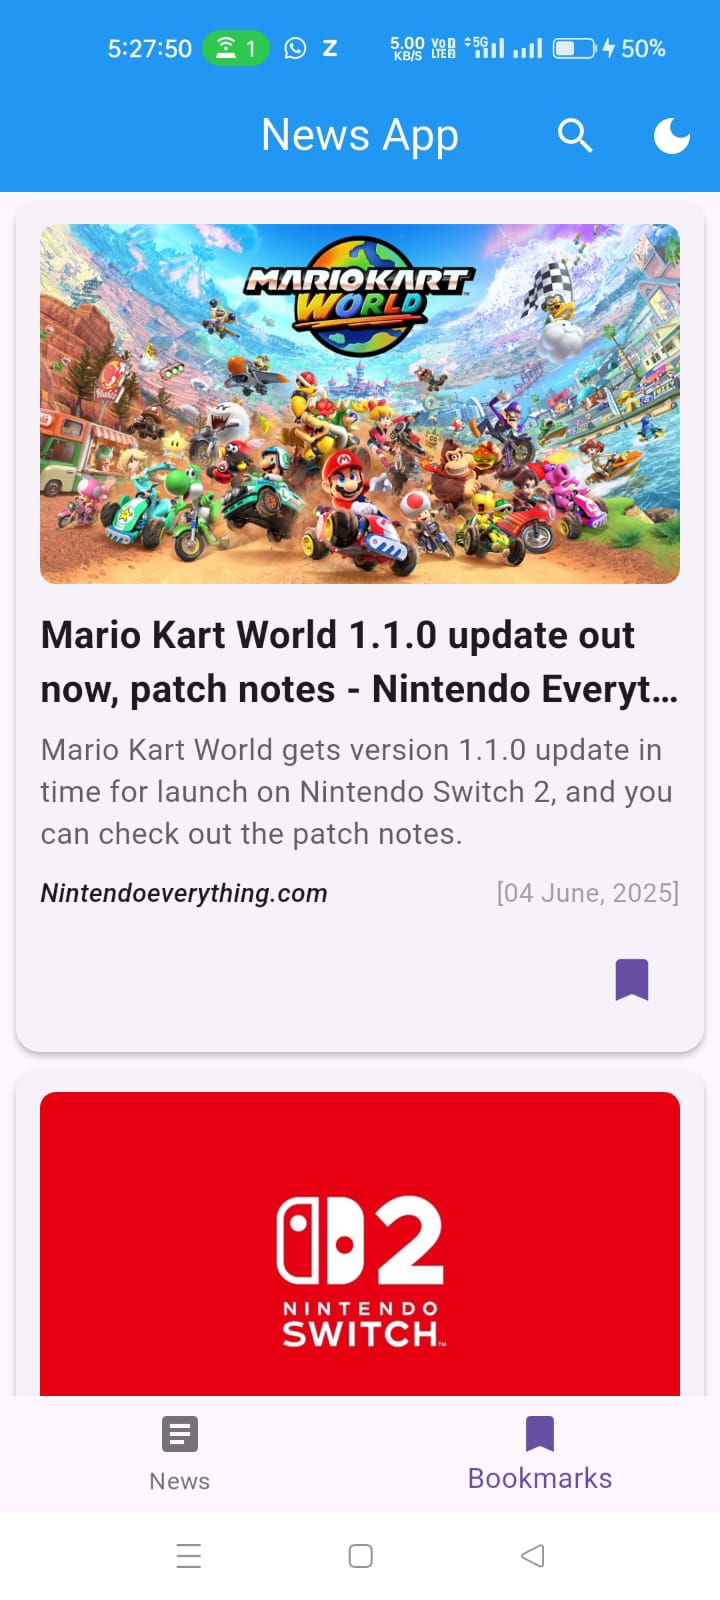 5:27:50 1 Z 5.00 KB/S VoD LTE2 5G 50%
News App
MARIOKART
WORLD
Mario Kart World 1.1.0 update out
now, patch notes - Nintendo Everyt...
Mario Kart World gets version 1.1.0 update in
time for launch on Nintendo Switch 2, and you
can check out the patch notes.
Nintendoeverything.com [04 June, 2025]
2
NINTENDO
SWITCH™
News Bookmarks